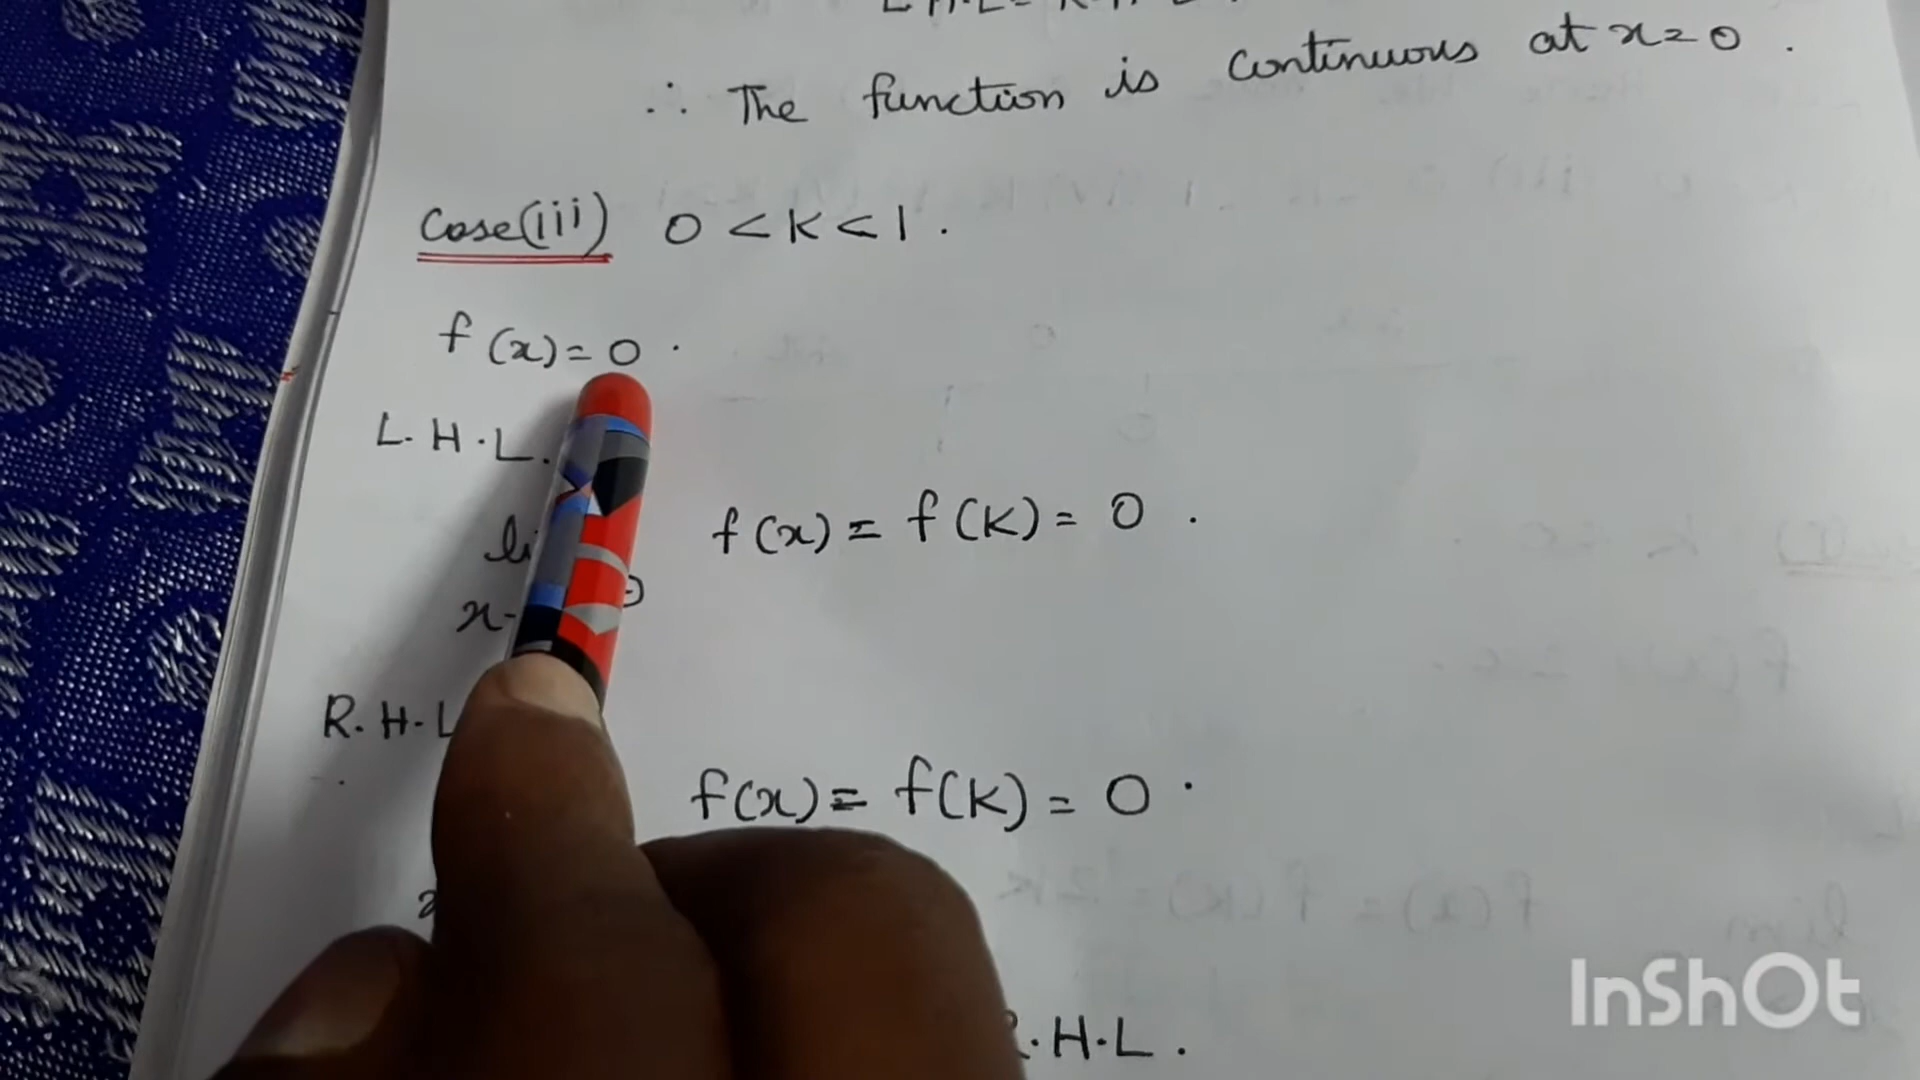 ∴ The function is continuous at x=0.
Case(iii) 0 < K < 1.
f(x)=0.
L.H.L.
f(x) = f(K) = 0.
x
R.H.L
f(x) = f(K) = 0.
.H.L.
InShOt